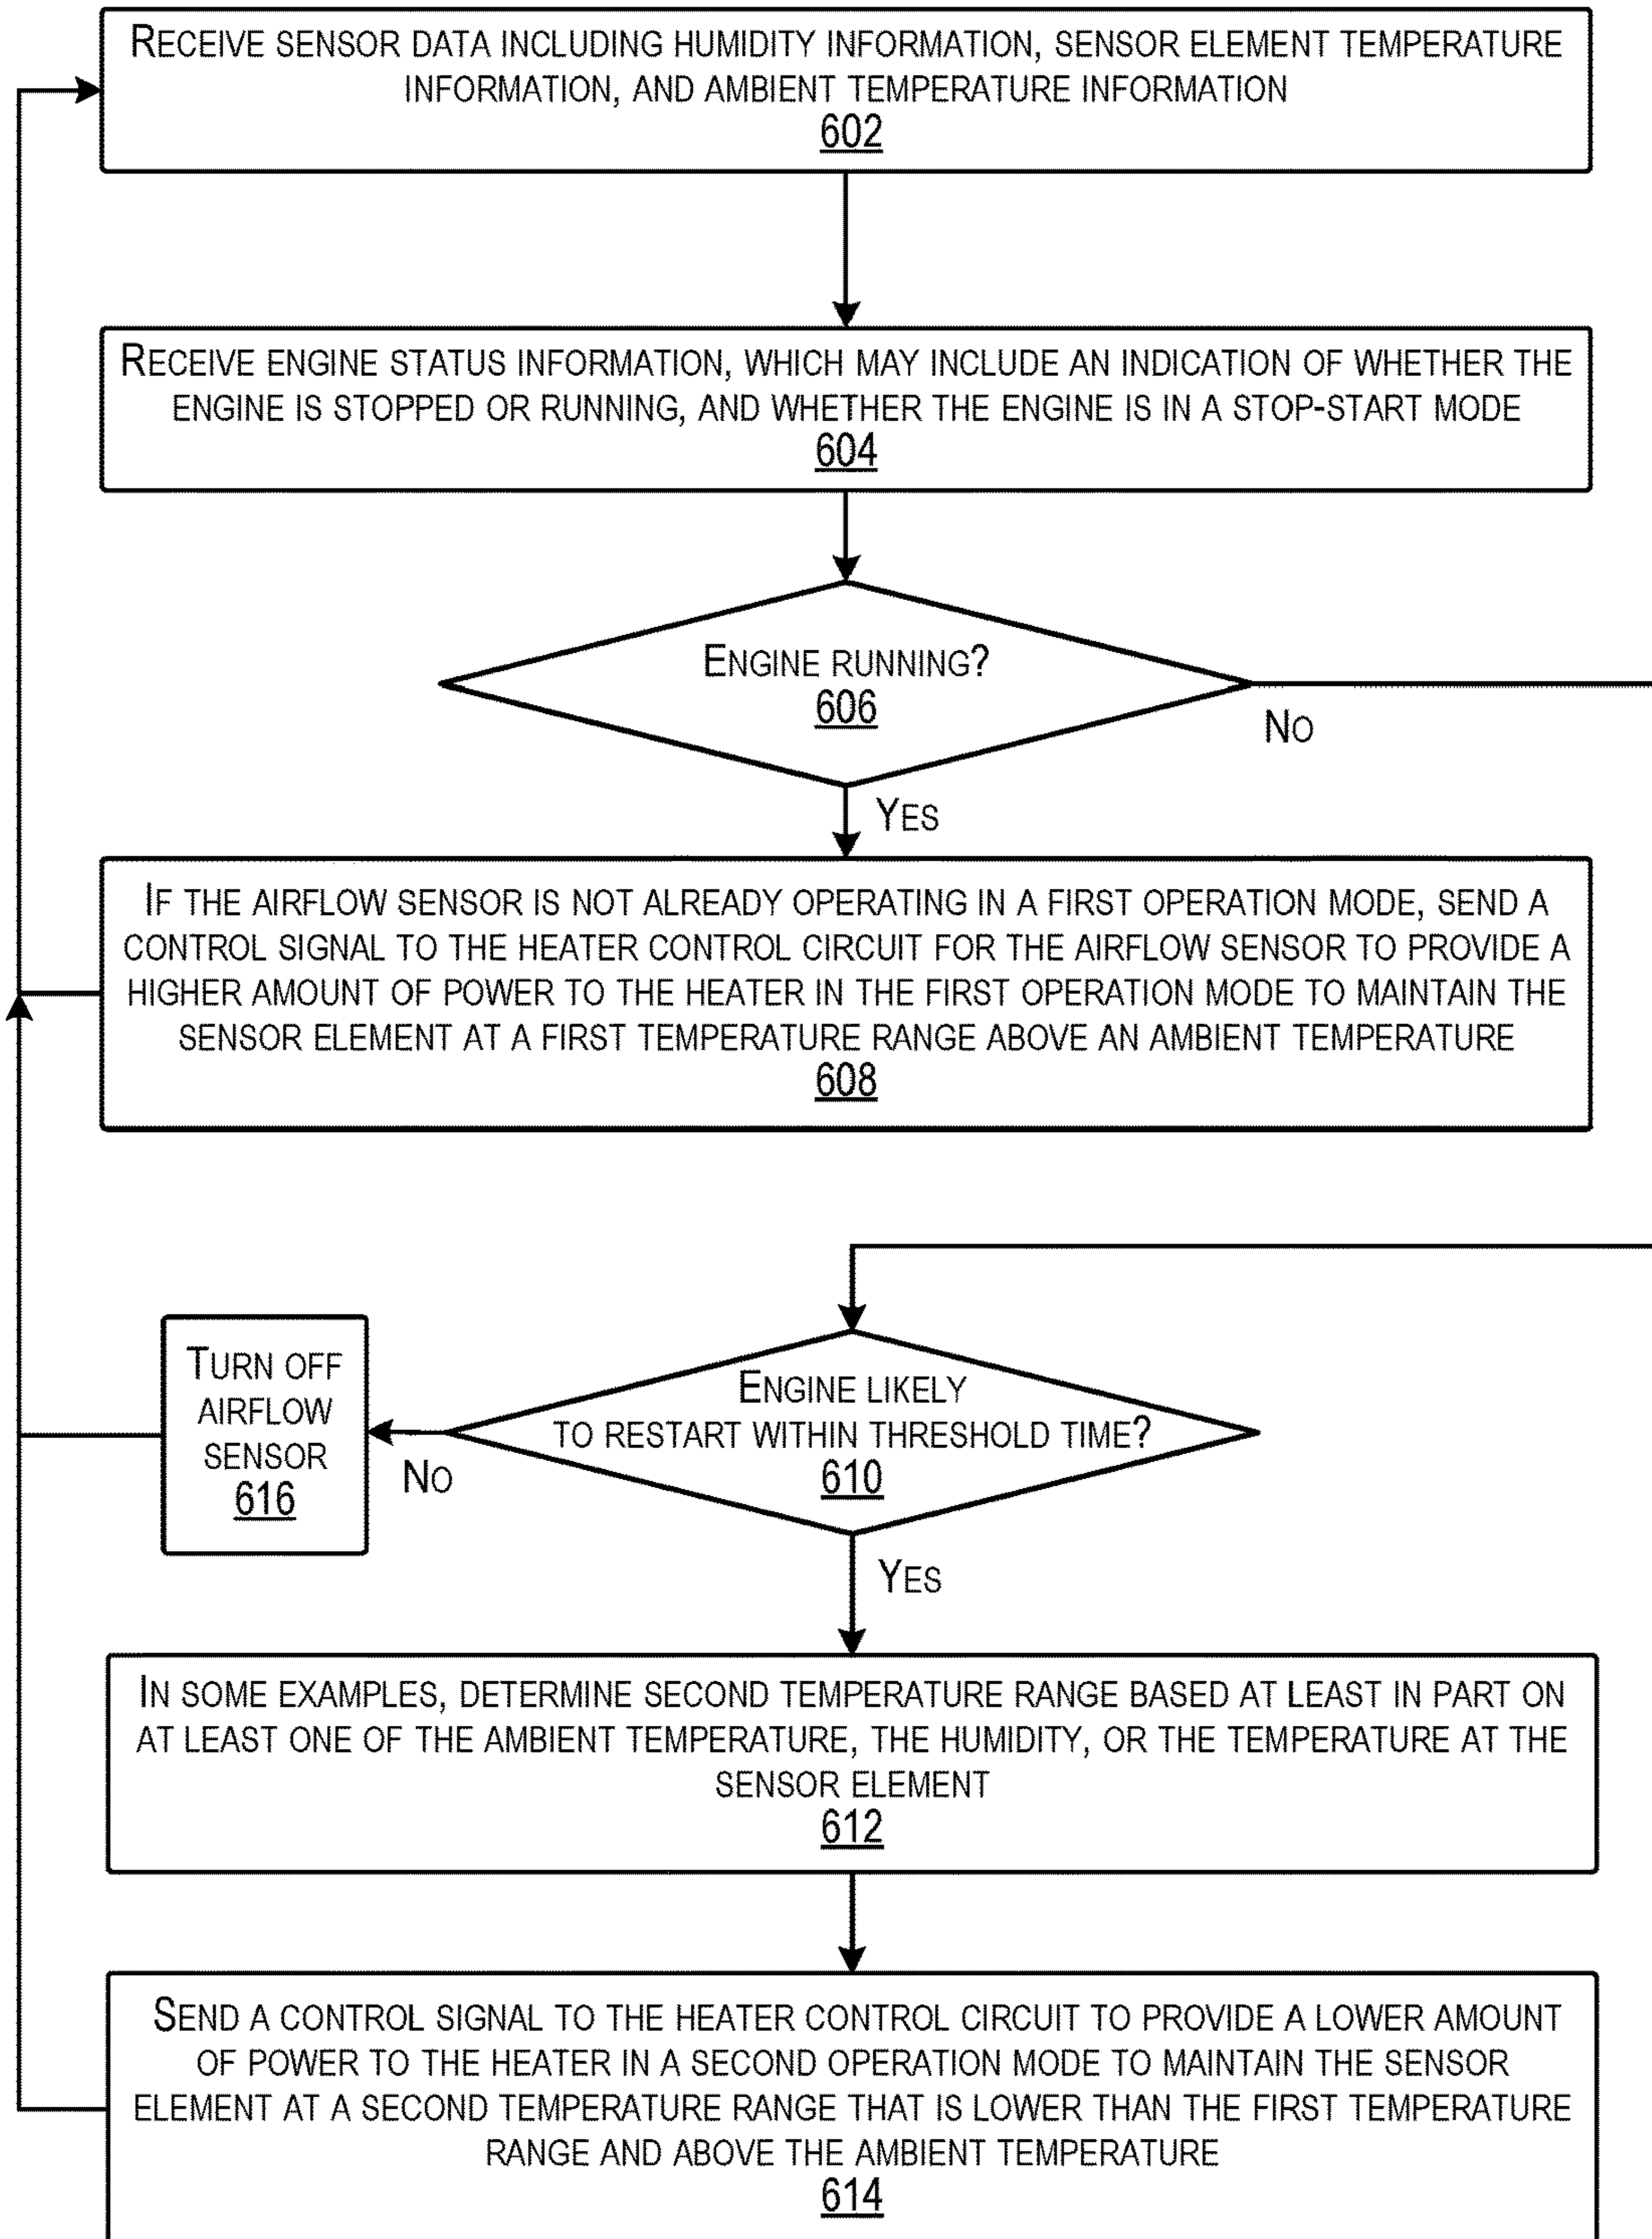 RECEIVE SENSOR DATA INCLUDING HUMIDITY INFORMATION, SENSOR ELEMENT TEMPERATURE
INFORMATION, AND AMBIENT TEMPERATURE INFORMATION
602
RECEIVE ENGINE STATUS INFORMATION, WHICH MAY INCLUDE AN INDICATION OF WHETHER THE
ENGINE IS STOPPED OR RUNNING, AND WHETHER THE ENGINE IS IN A STOP-START MODE
604
ENGINE RUNNING?
606
NO
YES
IF THE AIRFLOW SENSOR IS NOT ALREADY OPERATING IN A FIRST OPERATION MODE, SEND A
CONTROL SIGNAL TO THE HEATER CONTROL CIRCUIT FOR THE AIRFLOW SENSOR TO PROVIDE A
HIGHER AMOUNT OF POWER TO THE HEATER IN THE FIRST OPERATION MODE TO MAINTAIN THE
SENSOR ELEMENT AT A FIRST TEMPERATURE RANGE ABOVE AN AMBIENT TEMPERATURE
608
ENGINE LIKELY
TO RESTART WITHIN THRESHOLD TIME?
610
NO
TURN OFF
AIRFLOW
SENSOR
616
YES
IN SOME EXAMPLES, DETERMINE SECOND TEMPERATURE RANGE BASED AT LEAST IN PART ON
AT LEAST ONE OF THE AMBIENT TEMPERATURE, THE HUMIDITY, OR THE TEMPERATURE AT THE
SENSOR ELEMENT
612
SEND A CONTROL SIGNAL TO THE HEATER CONTROL CIRCUIT TO PROVIDE A LOWER AMOUNT
OF POWER TO THE HEATER IN A SECOND OPERATION MODE TO MAINTAIN THE SENSOR
ELEMENT AT A SECOND TEMPERATURE RANGE THAT IS LOWER THAN THE FIRST TEMPERATURE
RANGE AND ABOVE THE AMBIENT TEMPERATURE
614